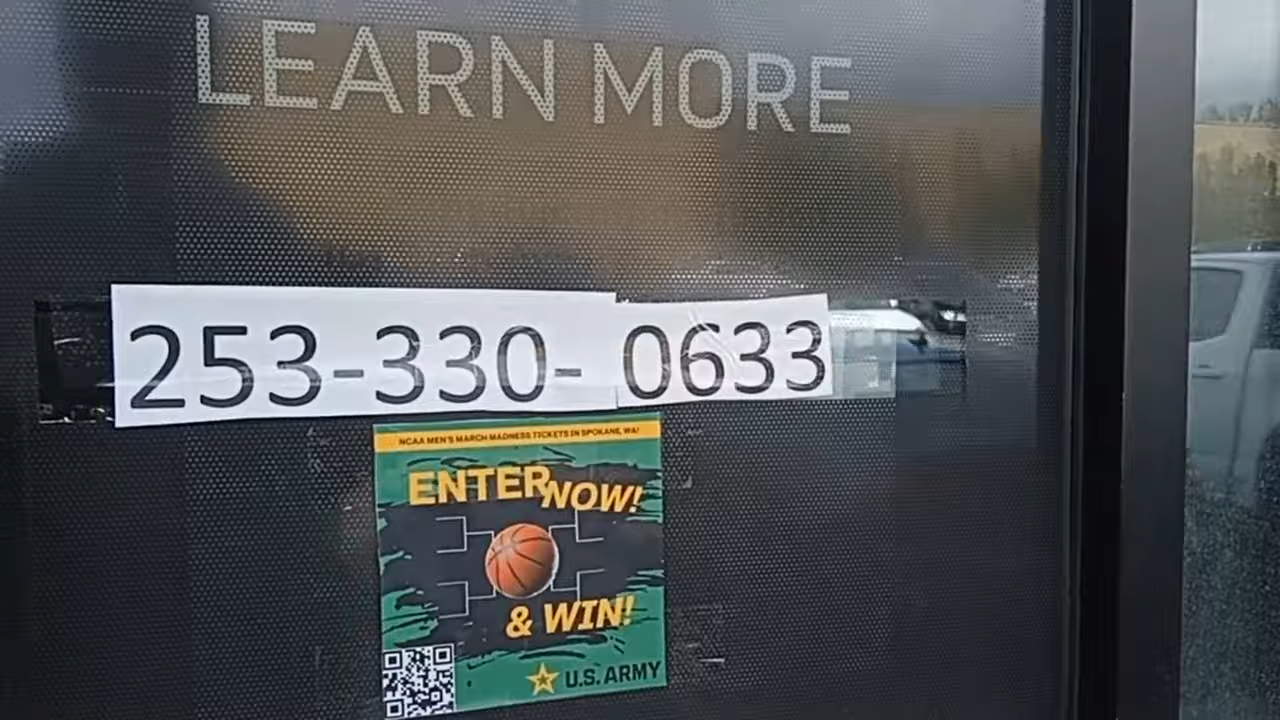 LEARN MORE
253-330-0633
NCAA MEN'S MARCH MADNESS TICKETS IN SPOKANE, WA!
ENTER NOW!
& WIN!
U.S. ARMY